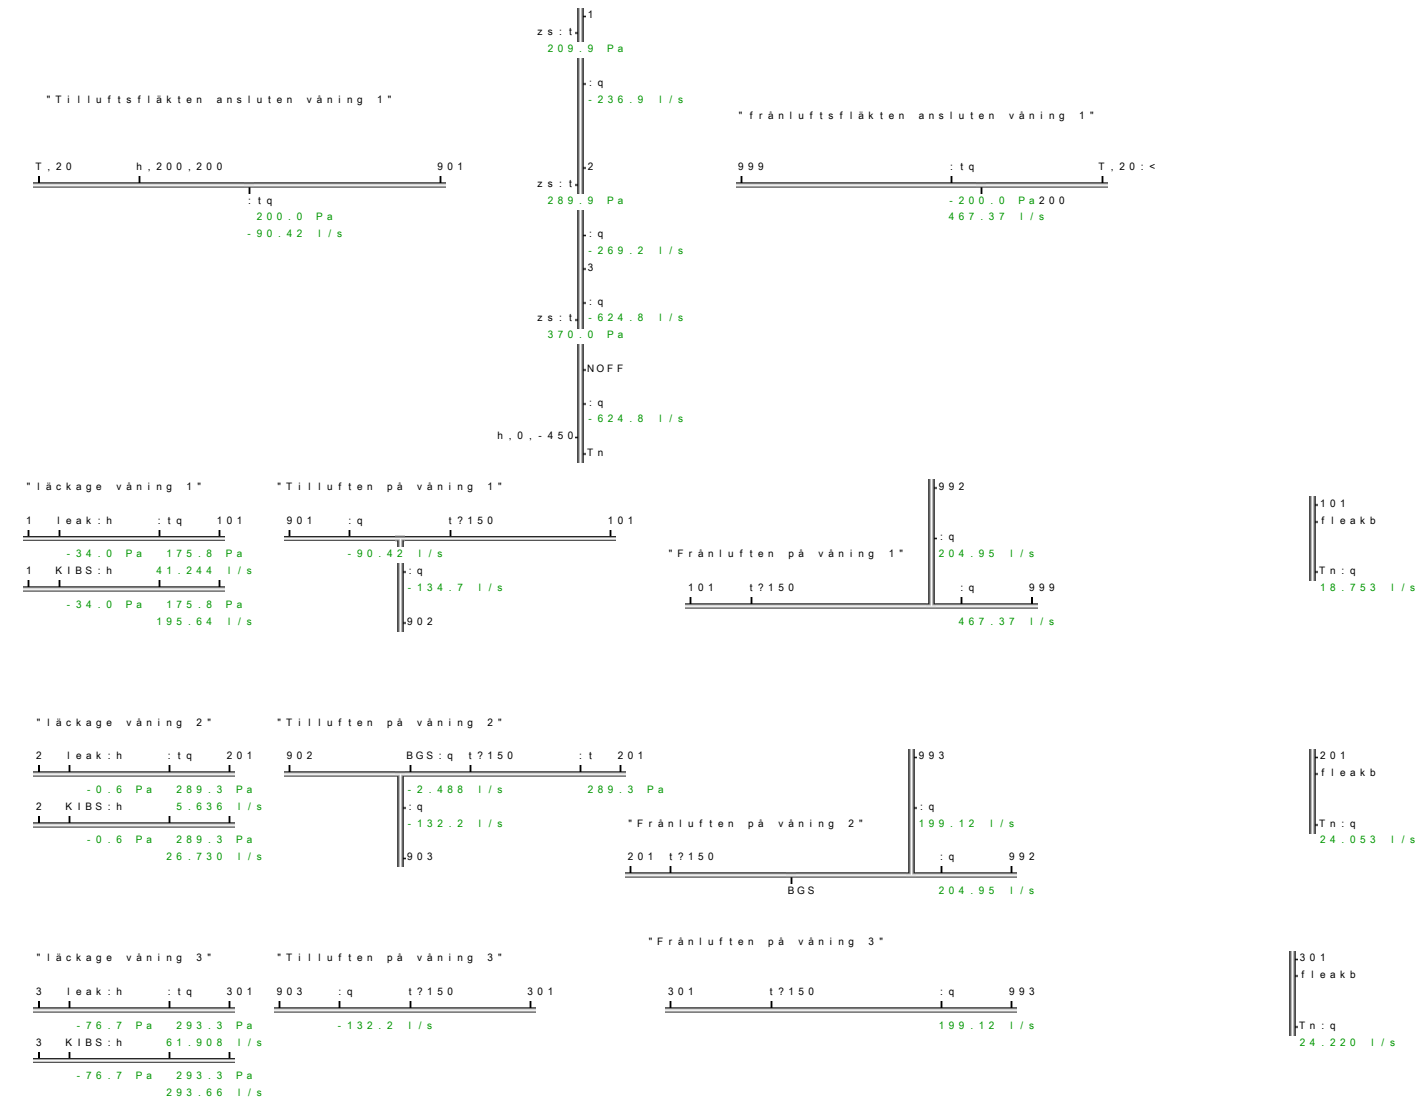 1
zs:t
209.9 Pa
:q
-236.9 l/s
"Tilluftsfläkten ansluten våning 1"
"frånluftsfläkten ansluten våning 1"
T,20 h,200,200 901
2
999 :tq T,20:<
zs:t
:tq
289.9 Pa
-200.0 Pa 200
200.0 Pa
467.37 l/s
-90.42 l/s
:q
-269.2 l/s
3
:q
zs:t
-624.8 l/s
370.0 Pa
NOFF
:q
-624.8 l/s
h,0,-450
Tn
"läckage våning 1" "Tilluften på våning 1"
992
101
1 leak:h :tq 101
901 :q t?150 101
fleakb
:q
-34.0 Pa 175.8 Pa
-90.42 l/s
"Frånluften på våning 1"
204.95 l/s
1 KIBS:h 41.244 l/s
:q
Tn:q
-134.7 l/s
101 t?150 :q 999
18.753 l/s
-34.0 Pa 175.8 Pa
195.64 l/s
902
467.37 l/s
"läckage våning 2" "Tilluften på våning 2"
2 leak:h :tq 201
902 BGS:q t?150 :t 201
993
201
fleakb
-0.6 Pa 289.3 Pa
-2.488 l/s 289.3 Pa
2 KIBS:h 5.636 l/s
:q
:q
-132.2 l/s
"Frånluften på våning 2"
199.12 l/s
Tn:q
-0.6 Pa 289.3 Pa
24.053 l/s
26.730 l/s
903
201 t?150 :q 992
BGS
204.95 l/s
"Frånluften på våning 3"
"läckage våning 3" "Tilluften på våning 3"
301
fleakb
3 leak:h :tq 301
903 :q t?150 301
301 t?150 :q 993
-76.7 Pa 293.3 Pa
-132.2 l/s
199.12 l/s
Tn:q
3 KIBS:h 61.908 l/s
24.220 l/s
-76.7 Pa 293.3 Pa
293.66 l/s